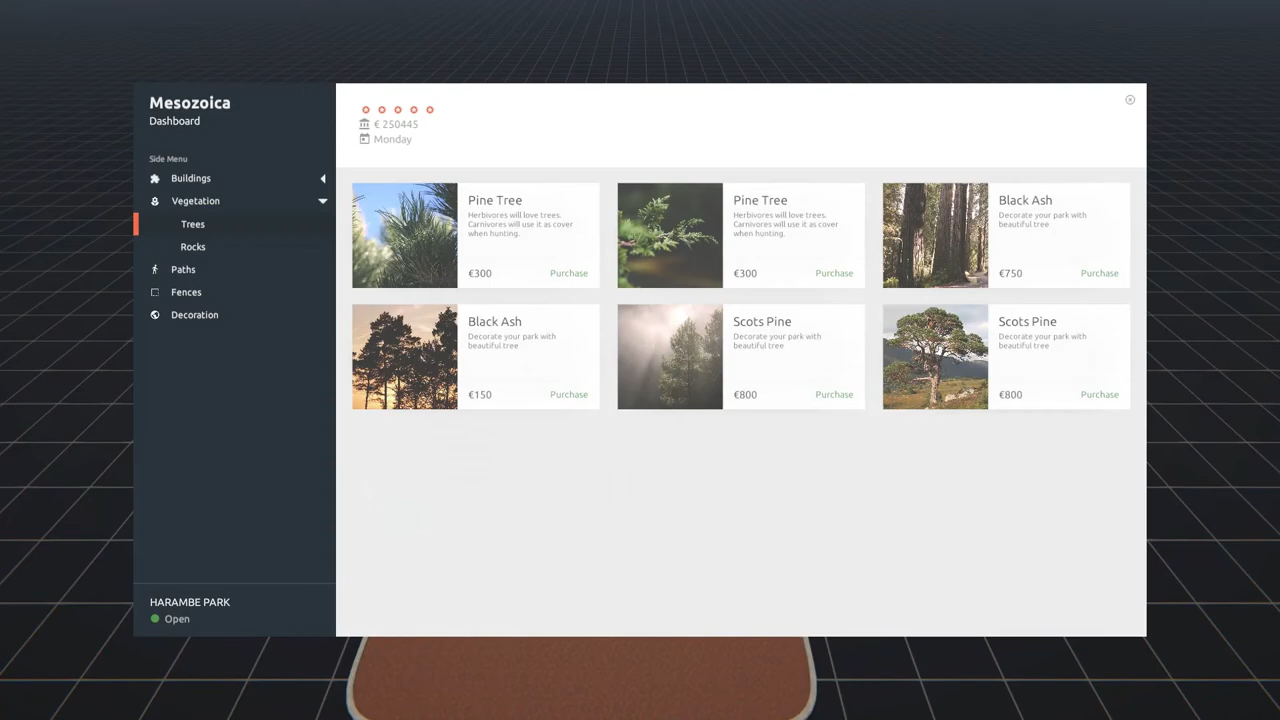 Mesozoica
Dashboard
Side Menu
Buildings
Vegetation
Trees
Rocks
Paths
Fences
Decoration
HARAMBE PARK
Open
€ 250445
Monday
Pine Tree
Herbivores will love trees.
Carnivores will use it as cover
when hunting.
€300 Purchase
Pine Tree
Herbivores will love trees.
Carnivores will use it as cover
when hunting.
€300 Purchase
Black Ash
Decorate your park with
beautiful tree
€750 Purchase
Black Ash
Decorate your park with
beautiful tree
€150 Purchase
Scots Pine
Decorate your park with
beautiful tree
€800 Purchase
Scots Pine
Decorate your park with
beautiful tree
€800 Purchase